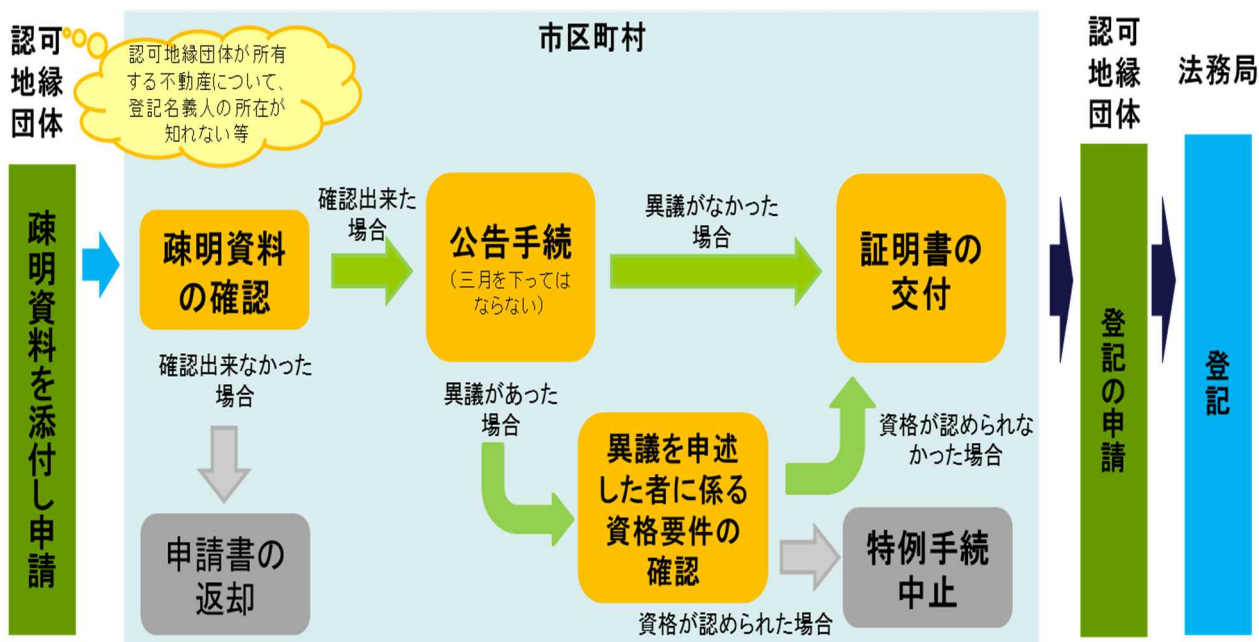 市区町村
認可
地縁
団体
認可地縁団体が所有
する不動産について、
登記名義人の所在が
知れない等
疎明資料を添付し申請
疎明資料
の確認
確認出来た
場合
公告手続
（三月を下っては
ならない）
異議がなかった
場合
証明書の
交付
確認出来なかった
場合
申請書の
返却
異議があった
場合
異議を申述
した者に係る
資格要件の
確認
資格が認められな
かった場合
資格が認められた場合
特例手続
中止
認可
地縁
団体
登記の申請
法務局
登記